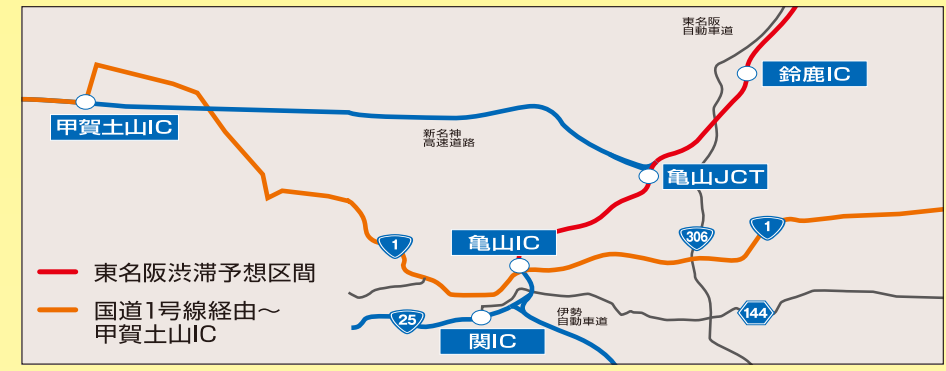 東名阪
自動車道
鈴鹿IC
甲賀土山IC
新名神
高速道路
亀山JCT
1
亀山IC
306
1
東名阪渋滞予想区間
国道1号線経由～
甲賀土山IC
25
関IC
伊勢
自動車道
144